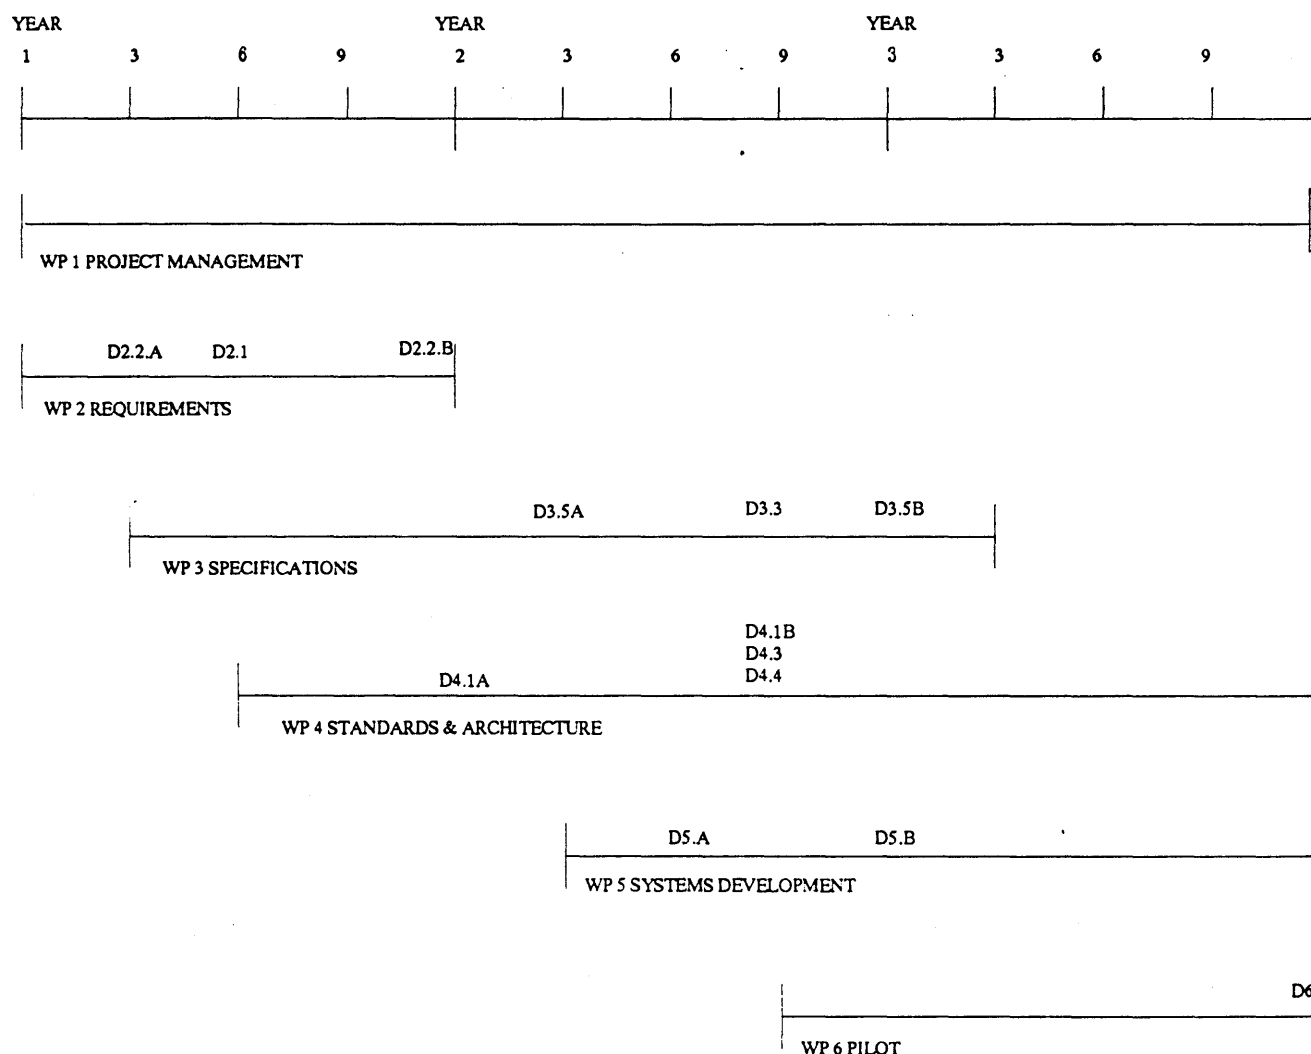 YEAR YEAR YEAR
1 3 6 9 2 3 6 9 3 3 6 9
WP 1 PROJECT MANAGEMENT
D2.2.A D2.1 D2.2.B
WP 2 REQUIREMENTS
D3.5A D3.3 D3.5B
WP 3 SPECIFICATIONS
D4.1B
D4.3
D4.1A D4.4
WP 4 STANDARDS & ARCHITECTURE
D5.A D5.B
WP 5 SYSTEMS DEVELOPMENT
D6
WP 6 PILOT